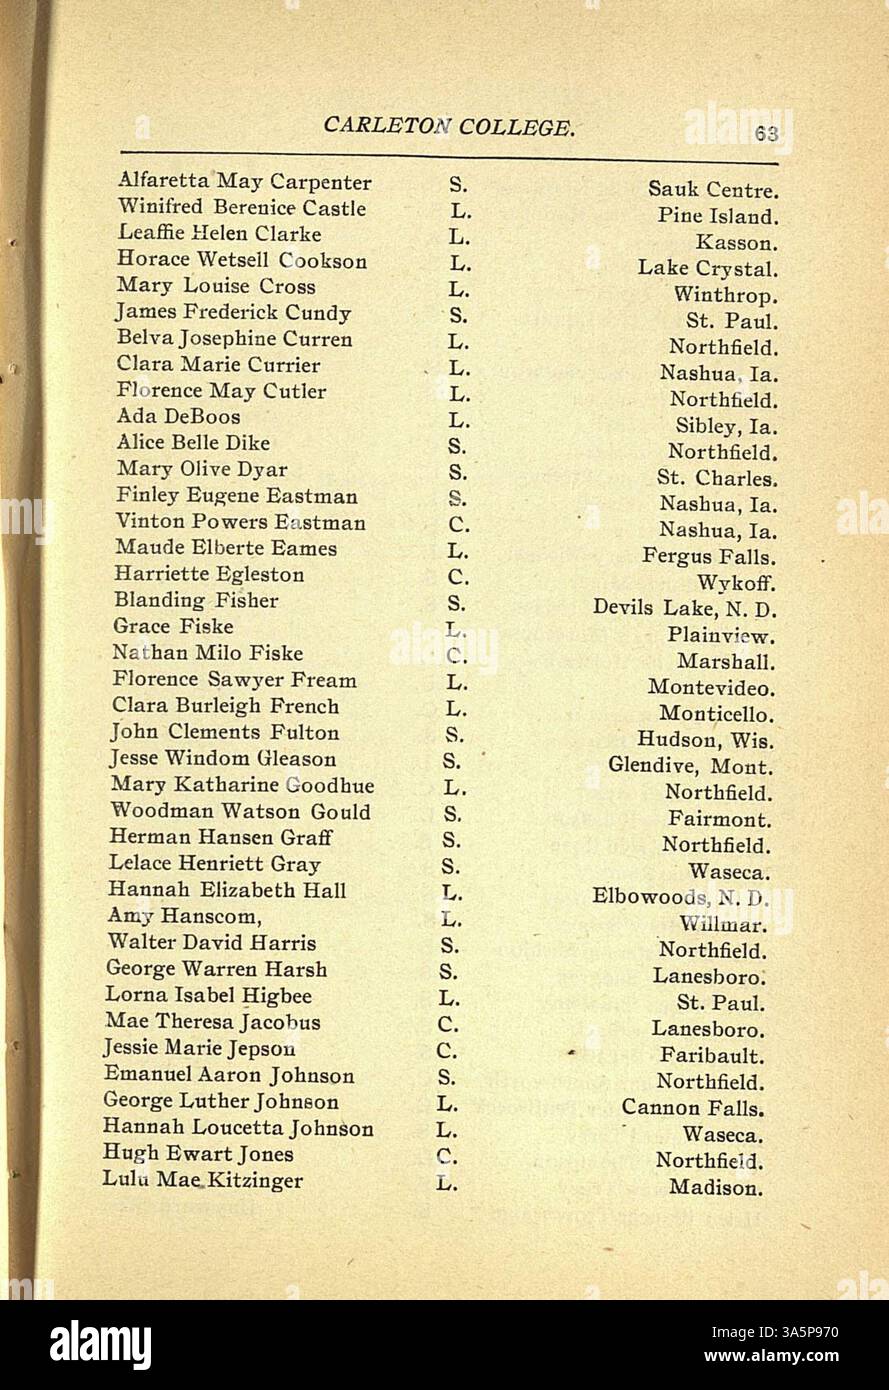 CARLETON COLLEGE. 63
Alfaretta May Carpenter S. Sauk Centre.
Winifred Berenice Castle L. Pine Island.
Leaffie Helen Clarke L. Kasson.
Horace Wetsell Cookson L. Lake Crystal.
Mary Louise Cross L. Winthrop.
James Frederick Cundy S. St. Paul.
Belva Josephine Curren L. Northfield.
Clara Marie Currier L. Nashua, Ia.
Florence May Cutler L. Northfield.
Ada DeBoos L. Sibley, Ia.
Alice Belle Dike S. Northfield.
Mary Olive Dyar S. St. Charles.
Finley Eugene Eastman S. Nashua, Ia.
Vinton Powers Eastman C. Nashua, Ia.
Maude Elberte Eames L. Fergus Falls.
Harriette Egleston C. Wykoff.
Blanding Fisher S. Devils Lake, N. D.
Grace Fiske L. Plainview.
Nathan Milo Fiske C. Marshall.
Florence Sawyer Fream L. Montevideo.
Clara Burleigh French L. Monticello.
John Clements Fulton S. Hudson, Wis.
Jesse Windom Gleason S. Glendive, Mont.
Mary Katharine Goodhue L. Northfield.
Woodman Watson Gould S. Fairmont.
Herman Hansen Graff S. Northfield.
Lelace Henriett Gray S. Waseca.
Hannah Elizabeth Hall L. Elbowoods, N. D.
Amy Hanscom, L. Willmar.
Walter David Harris S. Northfield.
George Warren Harsh S. Lanesboro.
Lorna Isabel Higbee L. St. Paul.
Mae Theresa Jacobus C. Lanesboro.
Jessie Marie Jepson C. Faribault.
Emanuel Aaron Johnson S. Northfield.
George Luther Johnson L. Cannon Falls.
Hannah Loucetta Johnson L. Waseca.
Hugh Ewart Jones C. Northfield.
Lulu Mae Kitzinger L. Madison.
alamy
Image ID: 3A5P970
www.alamy.com